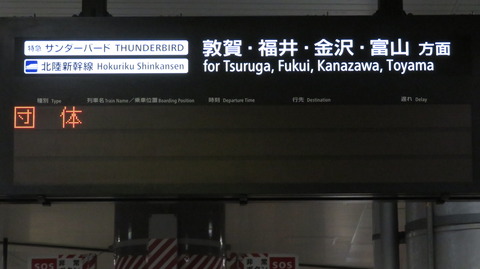 特急 サンダーバード THUNDERBIRD
北陸新幹線 Hokuriku Shinkansen
敦賀・福井・金沢・富山 方面
for Tsuruga, Fukui, Kanazawa, Toyama
種別 Type 列車名 Train Name／乗車位置 Boarding Position 時刻 Departure Time 行先 Destination 遅れ Delay
団 体
SOS SOS